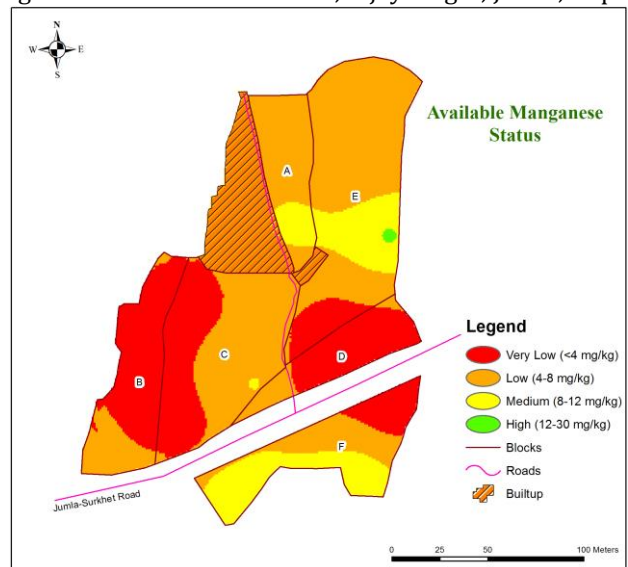 N
W E
S
Available Manganese
Status
A
E
B
C
D
F
Jumla-Surkhet Road
Legend
Very Low (<4 mg/kg)
Low (4-8 mg/kg)
Medium (8-12 mg/kg)
High (12-30 mg/kg)
Blocks
Roads
Builtup
0 25 50 100 Meters